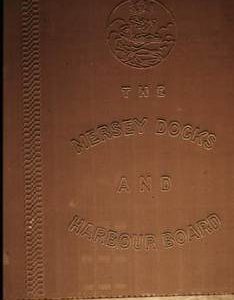 THE
MERSEY DOCKS
AND
HARBOUR BOARD